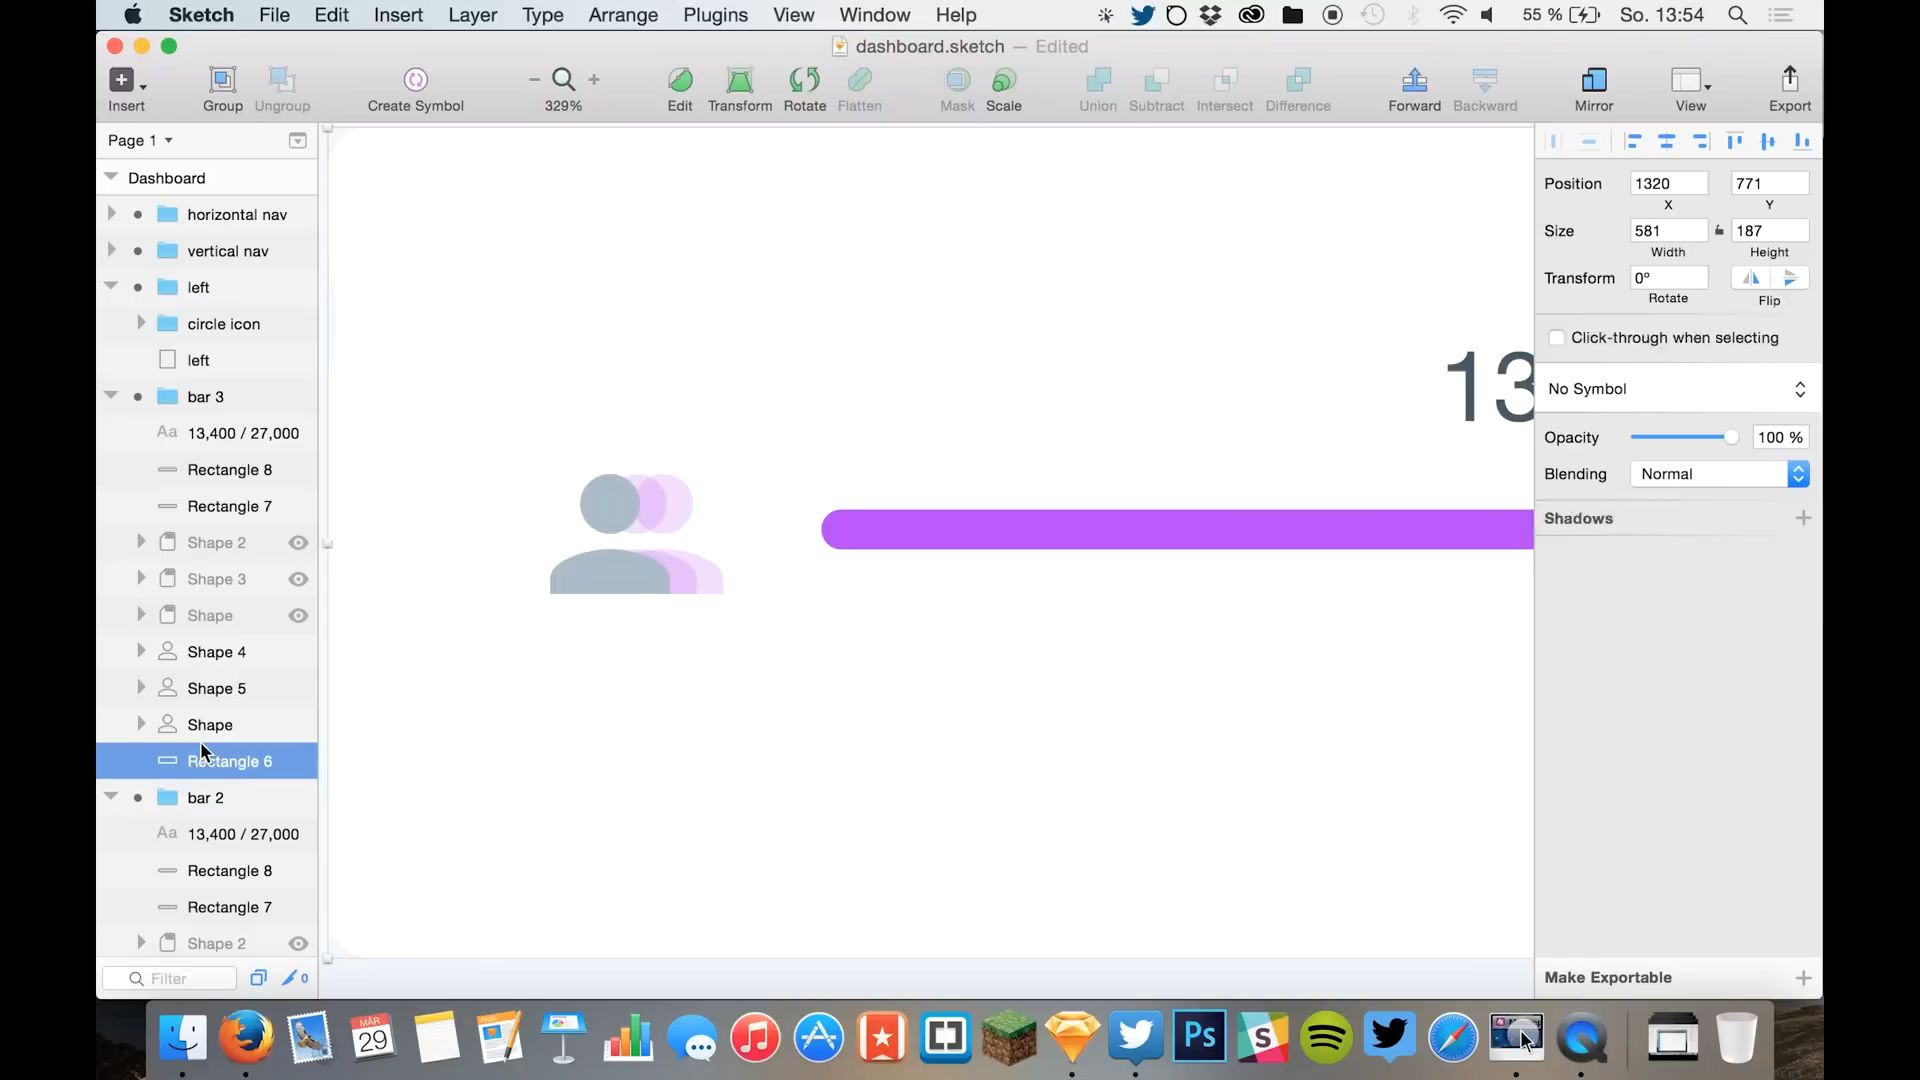 Sketch File Edit Insert Layer Type Arrange Plugins View Window Help 55 % So. 13:54
dashboard.sketch — Edited
Insert Group Ungroup Create Symbol 329% Edit Transform Rotate Flatten Mask Scale Union Subtract Intersect Difference Forward Backward Mirror View Export
Page 1
Dashboard
horizontal nav
vertical nav
left
circle icon
left
bar 3
Aa 13,400 / 27,000
Rectangle 8
Rectangle 7
Shape 2
Shape 3
Shape
Shape 4
Shape 5
Shape
Rectangle 6
bar 2
Aa 13,400 / 27,000
Rectangle 8
Rectangle 7
Shape 2
Filter 0
13
Position 1320 771
X Y
Size 581 187
Width Height
Transform 0°
Rotate Flip
Click-through when selecting
No Symbol
Opacity 100 %
Blending Normal
Shadows
Make Exportable
MÄR
29
Ps